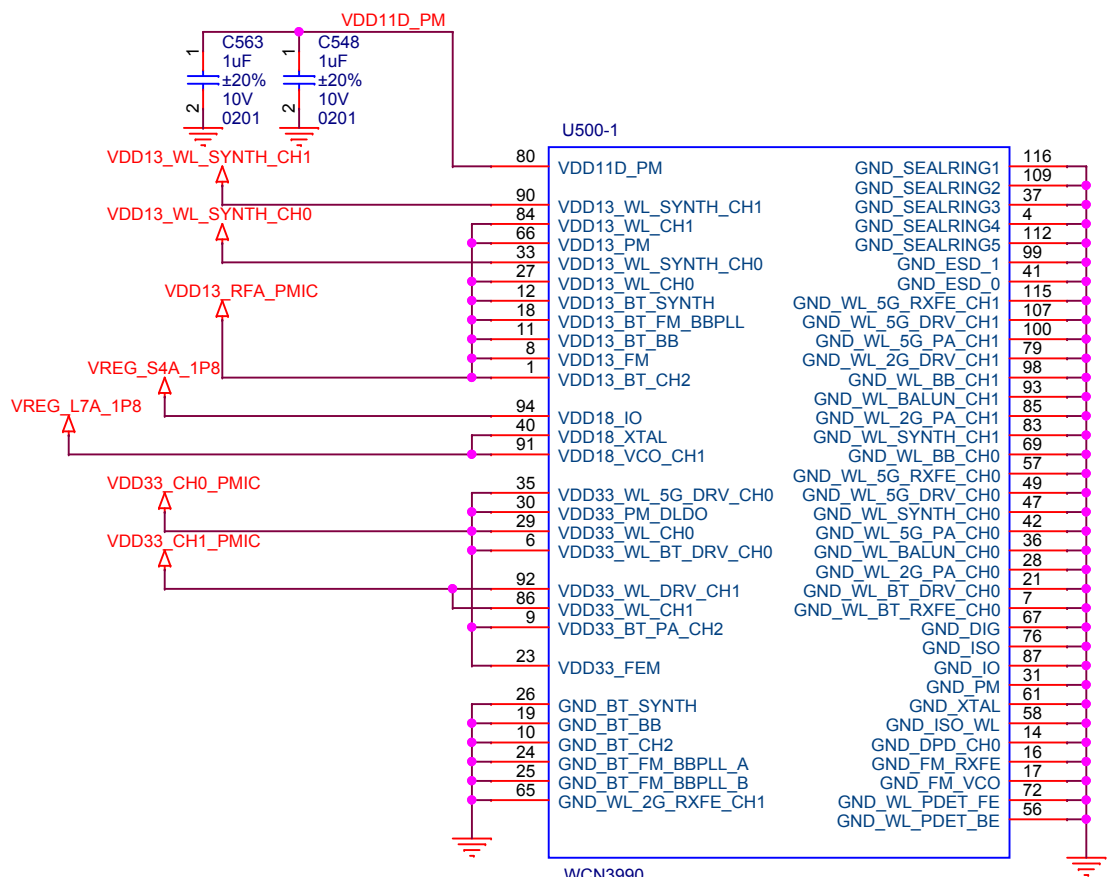 VDD11D_PM
1
C563
1uF
±20%
10V
0201
2
1
C548
1uF
±20%
10V
0201
2
VDD13_WL_SYNTH_CH1
VDD13_WL_SYNTH_CH0
VDD13_RFA_PMIC
VREG_S4A_1P8
VREG_L7A_1P8
VDD33_CH0_PMIC
VDD33_CH1_PMIC
U500-1
80 VDD11D_PM
90 VDD13_WL_SYNTH_CH1
84 VDD13_WL_CH1
66 VDD13_PM
33 VDD13_WL_SYNTH_CH0
27 VDD13_WL_CH0
12 VDD13_BT_SYNTH
18 VDD13_BT_FM_BBPLL
11 VDD13_BT_BB
8 VDD13_FM
1 VDD13_BT_CH2
94 VDD18_IO
40 VDD18_XTAL
91 VDD18_VCO_CH1
35 VDD33_WL_5G_DRV_CH0
30 VDD33_PM_DLDO
29 VDD33_WL_CH0
6 VDD33_WL_BT_DRV_CH0
92 VDD33_WL_DRV_CH1
86 VDD33_WL_CH1
9 VDD33_BT_PA_CH2
23 VDD33_FEM
26 GND_BT_SYNTH
19 GND_BT_BB
10 GND_BT_CH2
24 GND_BT_FM_BBPLL_A
25 GND_BT_FM_BBPLL_B
65 GND_WL_2G_RXFE_CH1
GND_SEALRING1 116
GND_SEALRING2 109
GND_SEALRING3 37
GND_SEALRING4 4
GND_SEALRING5 112
GND_ESD_1 99
GND_ESD_0 41
GND_WL_5G_RXFE_CH1 115
GND_WL_5G_DRV_CH1 107
GND_WL_5G_PA_CH1 100
GND_WL_2G_DRV_CH1 79
GND_WL_BB_CH1 98
GND_WL_BALUN_CH1 93
GND_WL_2G_PA_CH1 85
GND_WL_SYNTH_CH1 83
GND_WL_BB_CH0 69
GND_WL_5G_RXFE_CH0 57
GND_WL_5G_DRV_CH0 49
GND_WL_SYNTH_CH0 47
GND_WL_5G_PA_CH0 42
GND_WL_BALUN_CH0 36
GND_WL_2G_PA_CH0 28
GND_WL_BT_DRV_CH0 21
GND_WL_BT_RXFE_CH0 7
GND_DIG 67
GND_ISO 76
GND_IO 87
GND_PM 31
GND_XTAL 61
GND_ISO_WL 58
GND_DPD_CH0 14
GND_FM_RXFE 16
GND_FM_VCO 17
GND_WL_PDET_FE 72
GND_WL_PDET_BE 56
WCN3990